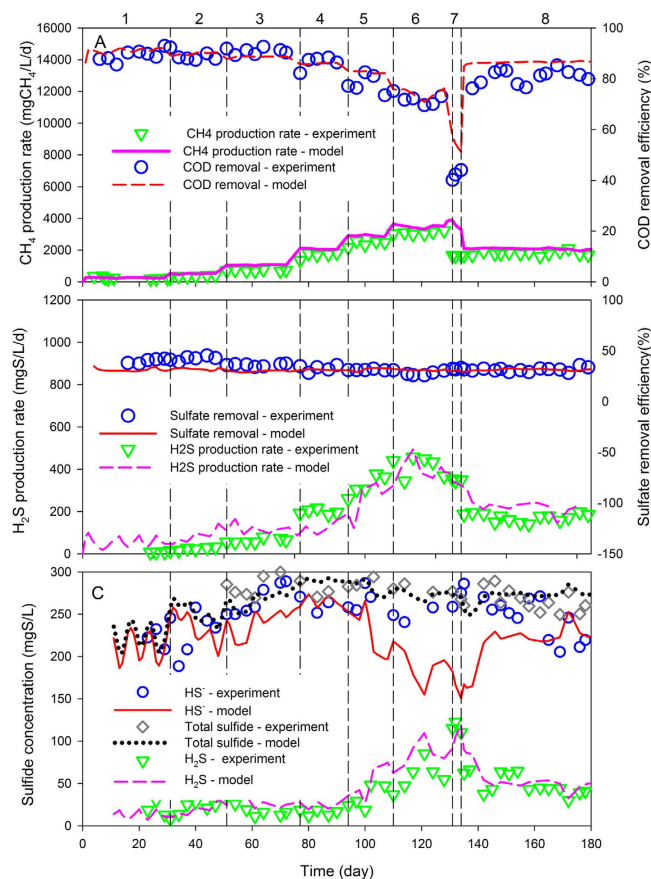 1 2 3 4 5 6 7 8
A
16000 14000 12000 10000 8000 6000 4000 2000 0
CH4 production rate (mgCH4/L/d)
CH4 production rate - experiment
CH4 production rate - model
COD removal - experiment
COD removal - model
100 80 60 40 20 0
COD removal efficiency (%)
1200 1000 800 600 400 200 0
H2S production rate (mgS/L/d)
Sulfate removal - experiment
Sulfate removal - model
H2S production rate - experiment
H2S production rate - model
100 50 0 -50 -100 -150
Sulfate removal efficiency(%)
C
300 250 200 150 100 50 0
Sulfide concentration (mgS/L)
HS- - experiment
HS- - model
Total sulfide - experiment
Total sulfide - model
H2S - experiment
H2S - model
0 20 40 60 80 100 120 140 160 180
Time (day)